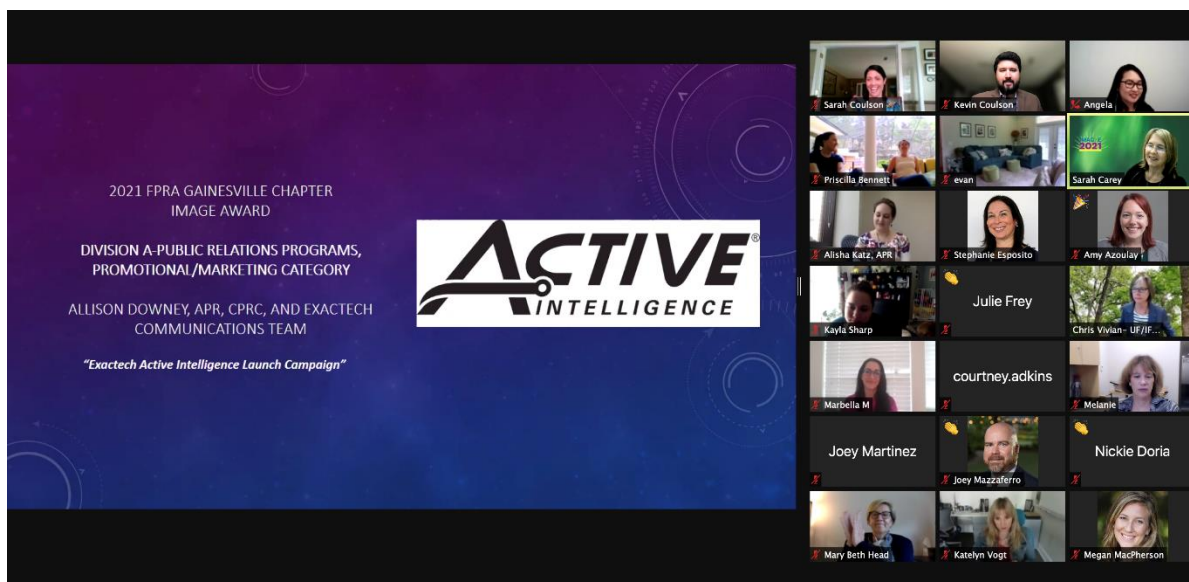 2021 FPRA GAINESVILLE CHAPTER
IMAGE AWARD
DIVISION A-PUBLIC RELATIONS PROGRAMS,
PROMOTIONAL/MARKETING CATEGORY
ALLISON DOWNEY, APR, CPRC, AND EXACTECH
COMMUNICATIONS TEAM
"Exactech Active Intelligence Launch Campaign"
ACTIVE®
INTELLIGENCE
Sarah Coulson
Kevin Coulson
Angela
Priscilla Bennett
evan
IMAGE
2021
Sarah Carey
Alisha Katz, APR
Stephanie Esposito
Amy Azoulay
Kayla Sharp
Julie Frey
Chris Vivian- UF/IF...
Marbella M
courtney.adkins
Melanie
Joey Martinez
Joey Mazzaferro
Nickie Doria
Mary Beth Head
Katelyn Vogt
Megan MacPherson